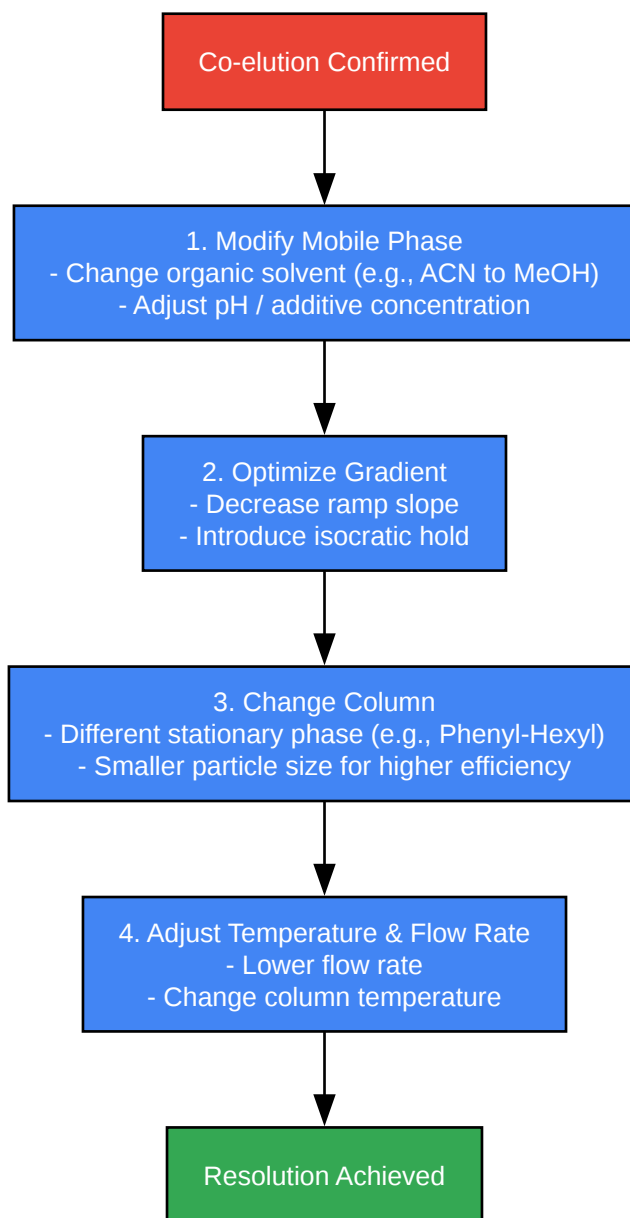 Co-elution Confirmed
1. Modify Mobile Phase
- Change organic solvent (e.g., ACN to MeOH)
- Adjust pH / additive concentration
2. Optimize Gradient
- Decrease ramp slope
- Introduce isocratic hold
3. Change Column
- Different stationary phase (e.g., Phenyl-Hexyl)
- Smaller particle size for higher efficiency
4. Adjust Temperature & Flow Rate
- Lower flow rate
- Change column temperature
Resolution Achieved